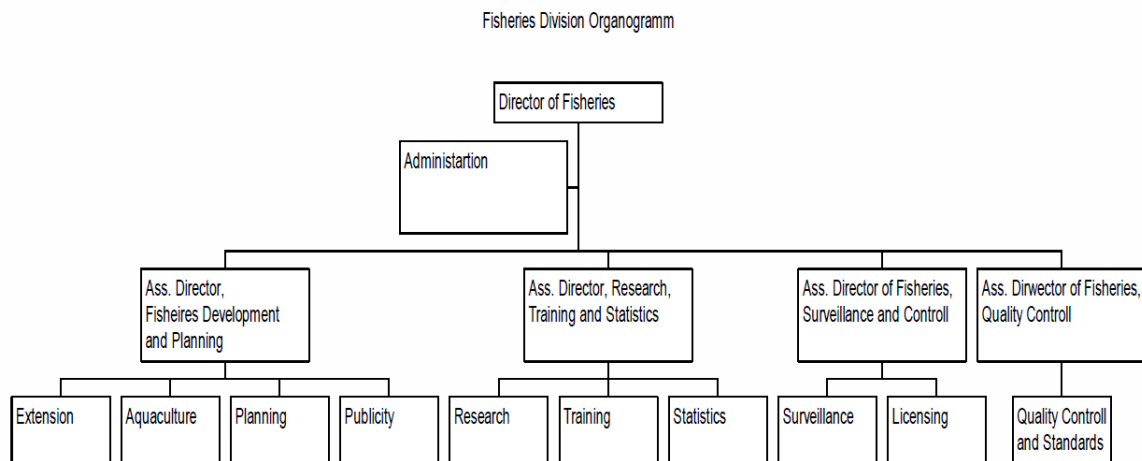 Fisheries Division Organogramm
Director of Fisheries
Administartion
Ass. Director,
Fisheires Development
and Planning
Ass. Director, Research,
Training and Statistics
Ass. Director of Fisheries,
Surveillance and Controll
Ass. Dirwector of Fisheries,
Quality Controll
Extension
Aquaculture
Planning
Publicity
Research
Training
Statistics
Surveillance
Licensing
Quality Controll
and Standards